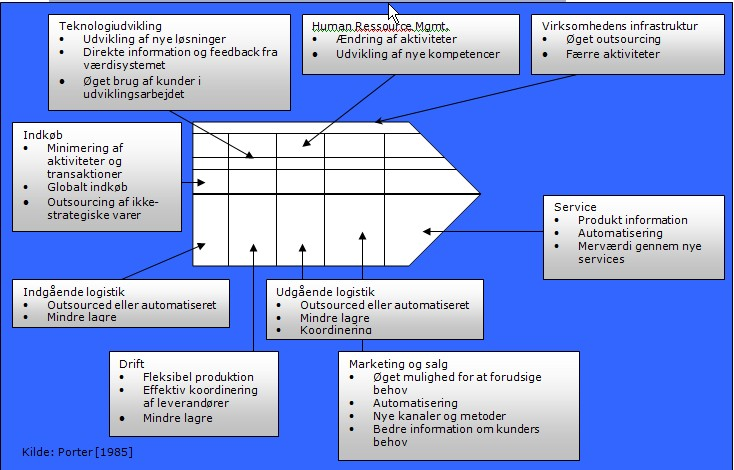 Teknologiudvikling
• Udvikling af nye løsninger
• Direkte information og feedback fra
værdisystemet
• Øget brug af kunder i
udviklingsarbejdet
Human Ressource Mgmt.
• Ændring af aktiviteter
• Udvikling af nye kompetencer
Virksomhedens infrastruktur
• Øget outsourcing
• Færre aktiviteter
Indkøb
• Minimering af
aktiviteter og
transaktioner
• Globalt indkøb
• Outsourcing af ikke-
strategiske varer
Service
• Produkt information
• Automatisering
• Merværdi gennem nye
services
Indgående logistik
• Outsourced eller automatiseret
• Mindre lagre
Udgående logistik
• Outsourced eller automatiseret
• Mindre lagre
• Koordinering
Drift
• Fleksibel produktion
• Effektiv koordinering
af leverandører
• Mindre lagre
Marketing og salg
• Øget mulighed for at forudsige
behov
• Automatisering
• Nye kanaler og metoder
• Bedre information om kunders
behov
Kilde: Porter [1985]